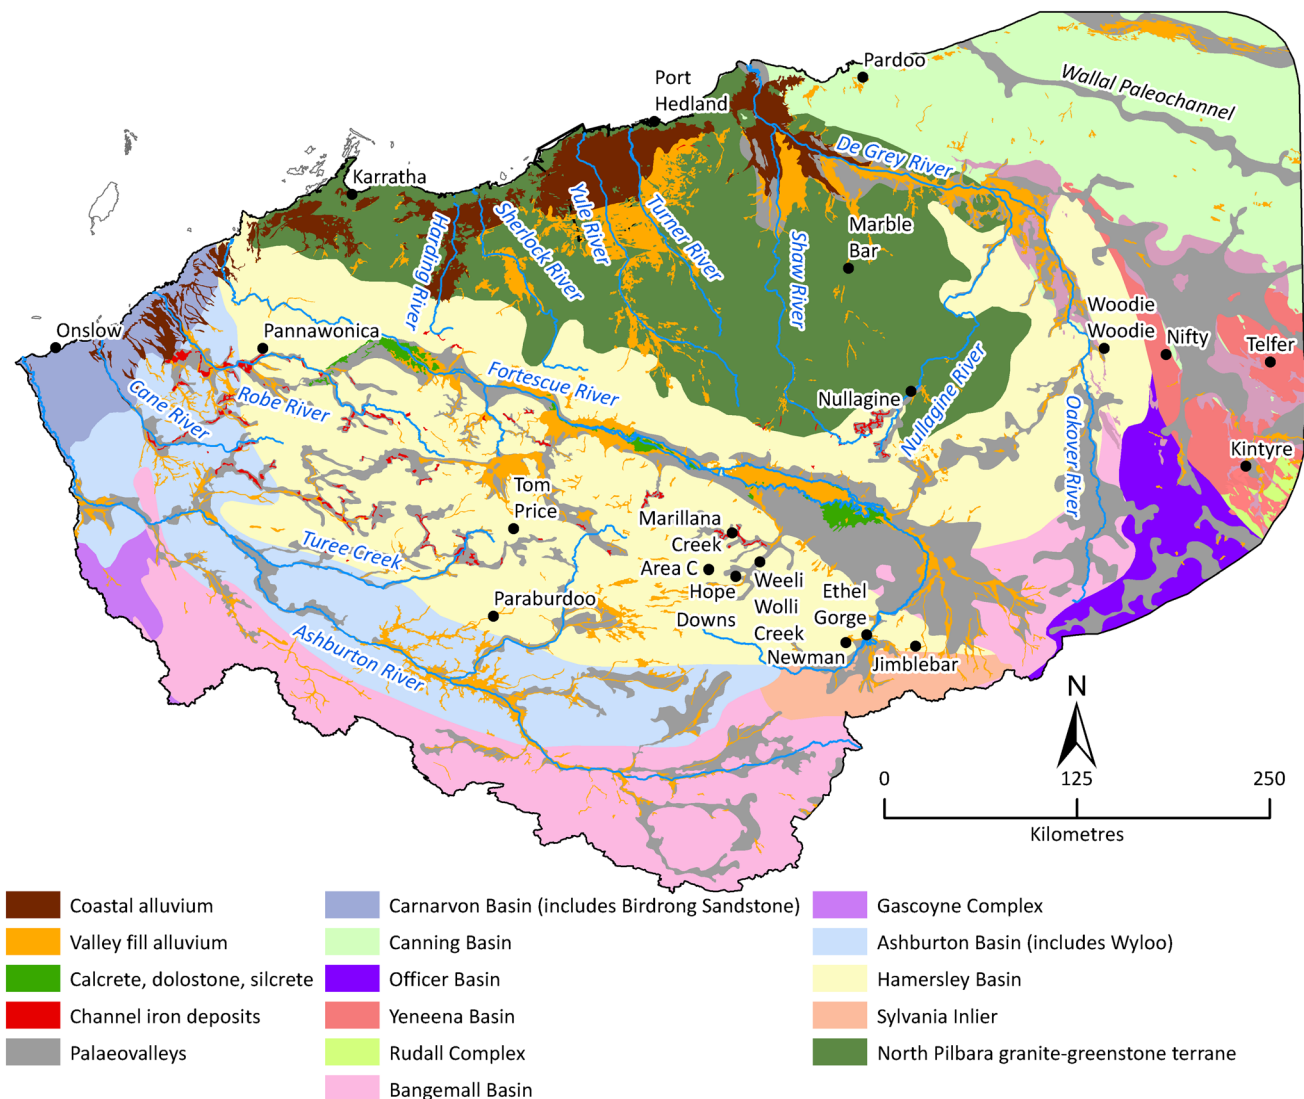 Pardoo
Port
Hedland
Wallal Paleochannel
De Grey River
Karratha
Yule River
Turner River
Sherlock River
Harding River
Marble
Bar
Shaw River
Onslow
Pannawonica
Woodie
Woodie
Nifty
Telfer
Fortescue River
Robe River
Cane River
Nullagine
Nullagine River
Oakover River
Kintyre
Tom
Price
Marillana
Creek
Turee Creek
Area C
Hope
Downs
Weeli
Wolli
Creek
Ethel
Gorge
Paraburdoo
Newman
Jimblebar
Ashburton River
N
0 125 250
Kilometres
Coastal alluvium
Valley fill alluvium
Calcrete, dolostone, silcrete
Channel iron deposits
Palaeovalleys
Carnarvon Basin (includes Birdrong Sandstone)
Canning Basin
Officer Basin
Yeneena Basin
Rudall Complex
Bangemall Basin
Gascoyne Complex
Ashburton Basin (includes Wyloo)
Hamersley Basin
Sylvania Inlier
North Pilbara granite-greenstone terrane